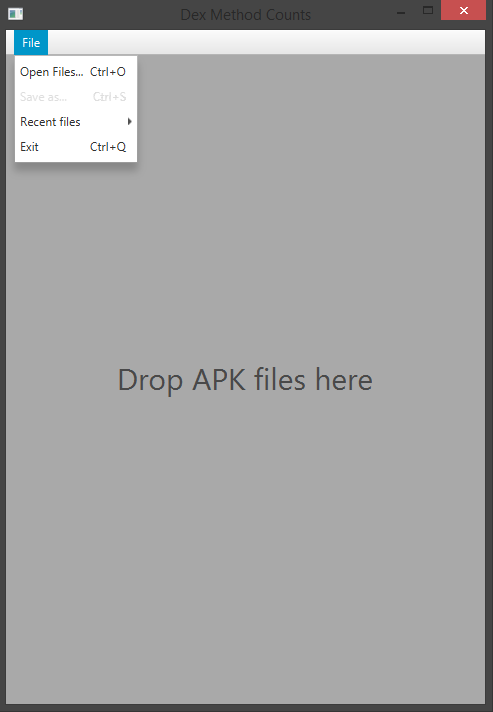 Dex Method Counts
File
Open Files... Ctrl+O
Save as... Ctrl+S
Recent files
Exit Ctrl+Q
Drop APK files here